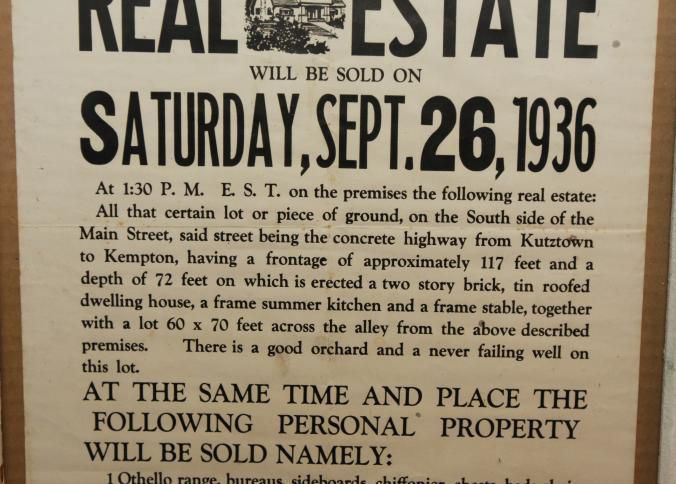 REAL ESTATE
WILL BE SOLD ON
SATURDAY, SEPT. 26, 1936
At 1:30 P. M. E. S. T. on the premises the following real estate:
All that certain lot or piece of ground, on the South side of the
Main Street, said street being the concrete highway from Kutztown
to Kempton, having a frontage of approximately 117 feet and a
depth of 72 feet on which is erected a two story brick, tin roofed
dwelling house, a frame summer kitchen and a frame stable, together
with a lot 60 x 70 feet across the alley from the above described
premises. There is a good orchard and a never failing well on
this lot.
AT THE SAME TIME AND PLACE THE
FOLLOWING PERSONAL PROPERTY
WILL BE SOLD NAMELY:
1 Othello range, bureaus, sideboards, chiffonier, chests, beds, chairs